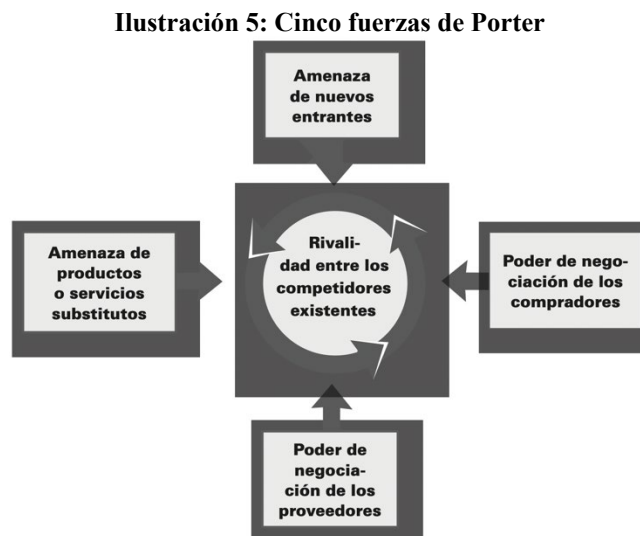 Ilustración 5: Cinco fuerzas de Porter
Amenaza
de nuevos
entrantes
Amenaza de
productos
o servicios
substitutos
Rivali-
dad entre los
competidores
existentes
Poder de nego-
ciación de los
compradores
Poder de
negocia-
ción de los
proveedores